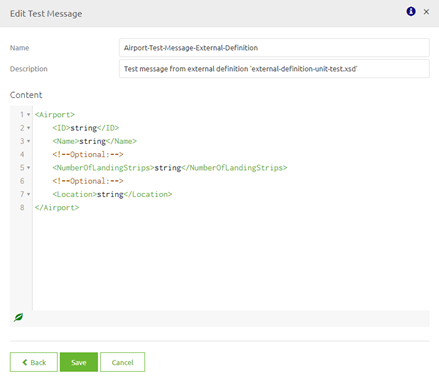 Edit Test Message
Name Airport-Test-Message-External-Definition
Description Test message from external definition 'external-definition-unit-test.xsd'
Content
1 <Airport>
2 <ID>string</ID>
3 <Name>string</Name>
4 <!--Optional:-->
5 <NumberOfLandingStrips>string</NumberOfLandingStrips>
6 <!--Optional:-->
7 <Location>string</Location>
8 </Airport>
Back Save Cancel